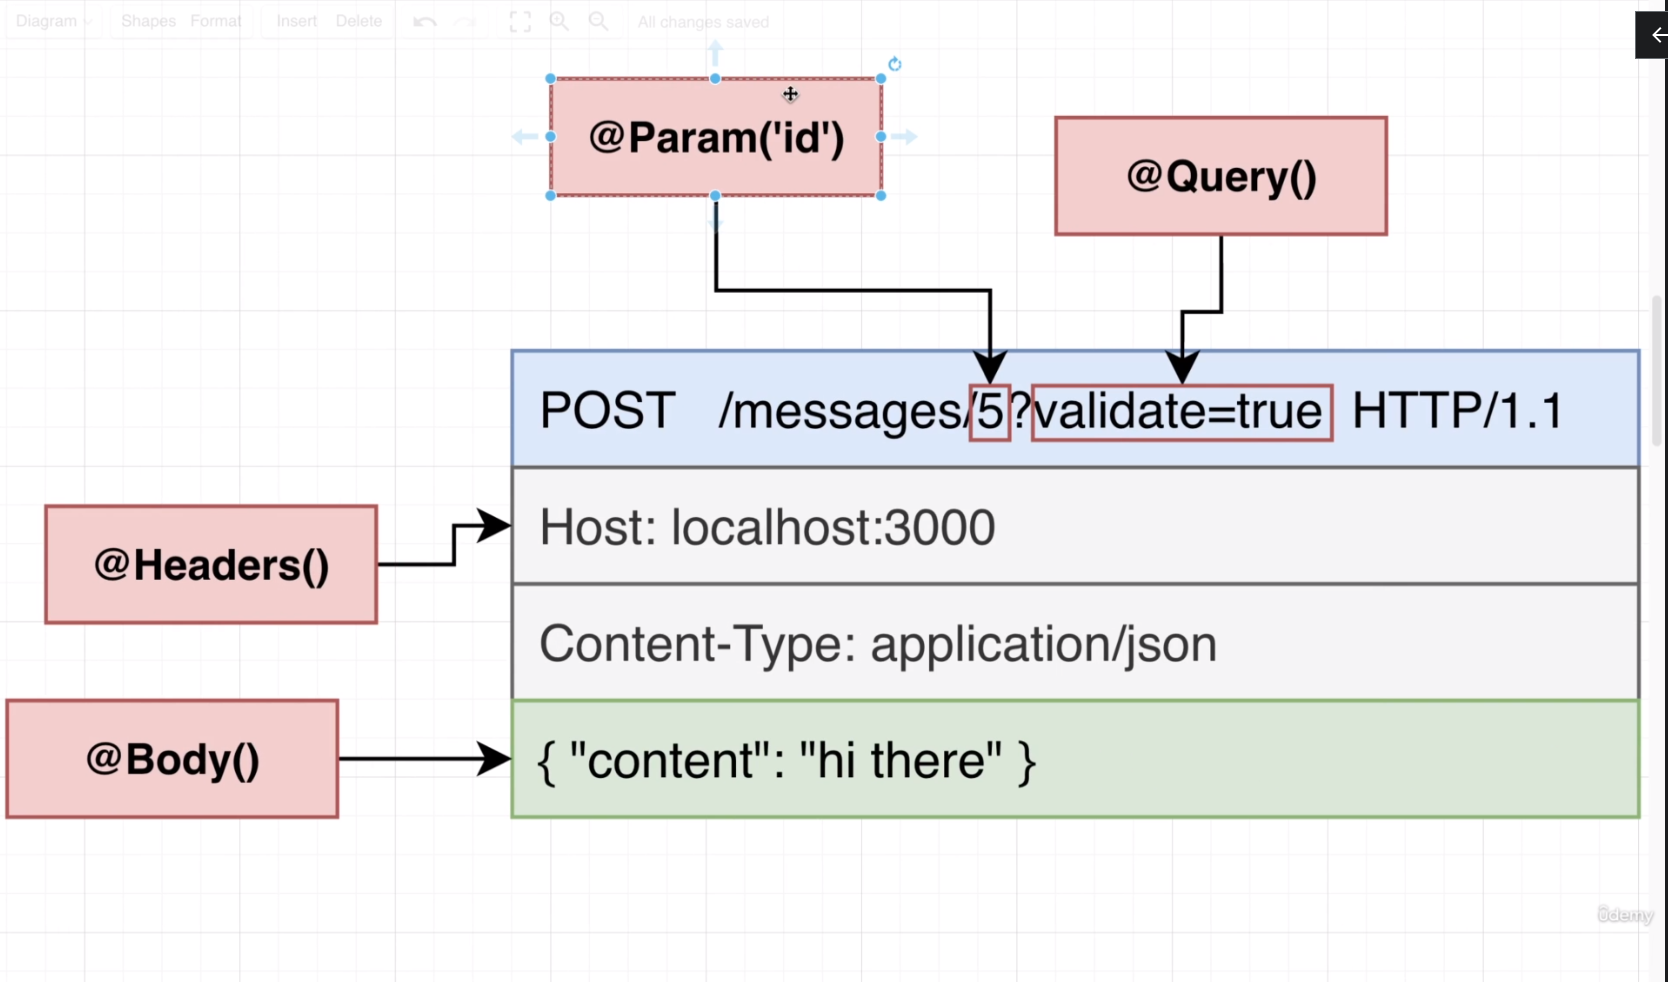 Diagram Shapes Format Insert Delete All changes saved
@Param('id')
@Query()
POST /messages/5?validate=true HTTP/1.1
Host: localhost:3000
@Headers()
Content-Type: application/json
@Body()
{ "content": "hi there" }
ûdemy